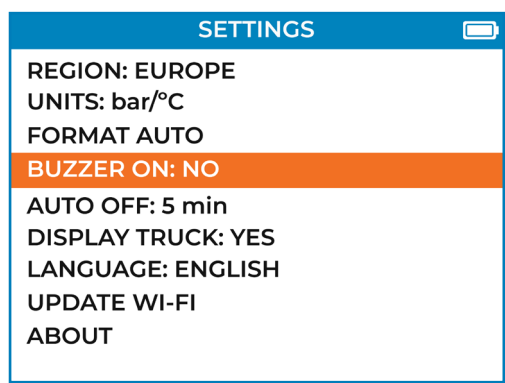 SETTINGS
REGION: EUROPE
UNITS: bar/°C
FORMAT AUTO
BUZZER ON: NO
AUTO OFF: 5 min
DISPLAY TRUCK: YES
LANGUAGE: ENGLISH
UPDATE WI-FI
ABOUT